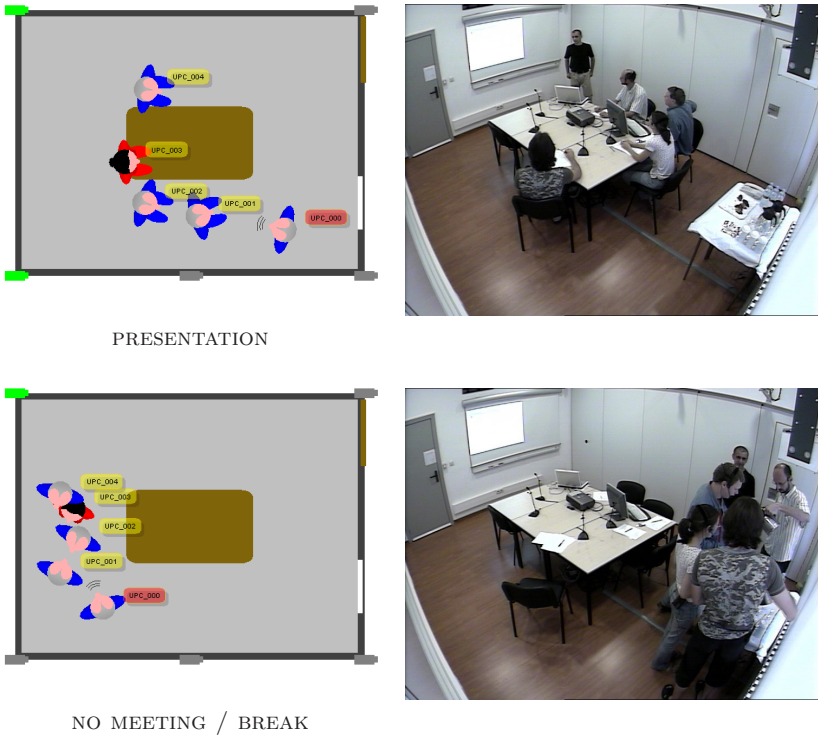 UPC_004
UPC_003
UPC_002
UPC_001
UPC_000
PRESENTATION
UPC_004
UPC_003
UPC_002
UPC_001
UPC_000
NO MEETING / BREAK